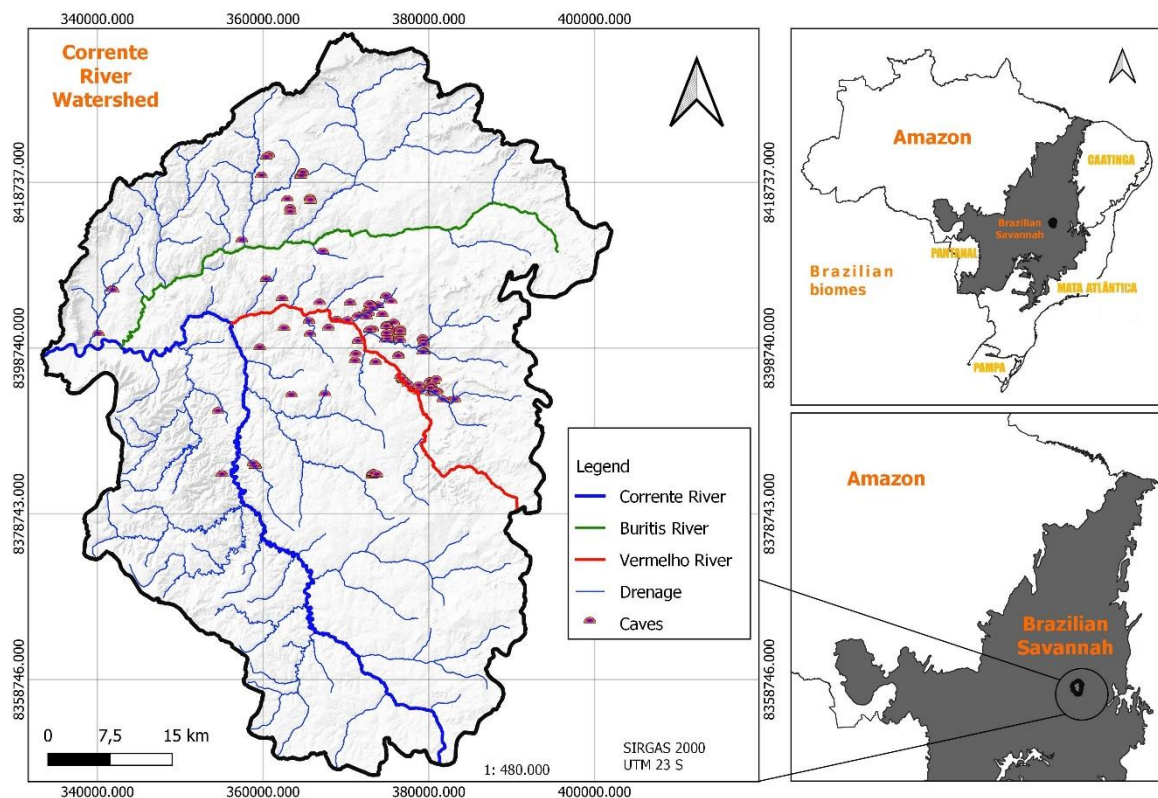 340000.000 360000.000 380000.000 400000.000
Corrente
River
Watershed
8418737.000
8398740.000
8378743.000
8358746.000
8418737.000
8398740.000
8378743.000
8358746.000
Legend
Corrente River
Buritis River
Vermelho River
Drenage
Caves
0 7,5 15 km
1: 480.000
SIRGAS 2000
UTM 23 S
340000.000 360000.000 380000.000 400000.000
Amazon
CAATINGA
Brazilian
Savannah
PANTANAL
Brazilian
biomes
MATA ATLÂNTICA
PAMPA
Amazon
Brazilian
Savannah